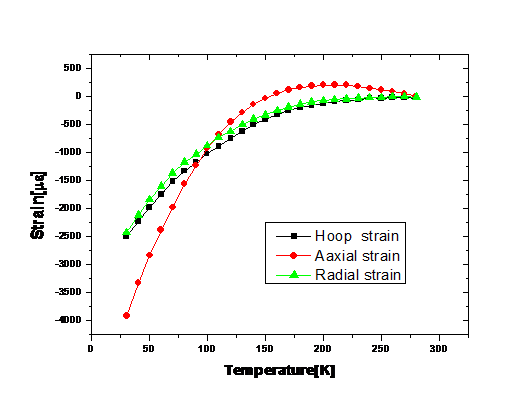 500
0
-500
-1000
-1500
-2000
-2500
-3000
-3500
-4000
Strain[με]
Hoop strain
Aaxial strain
Radial strain
0 50 100 150 200 250 300
Temperature[K]